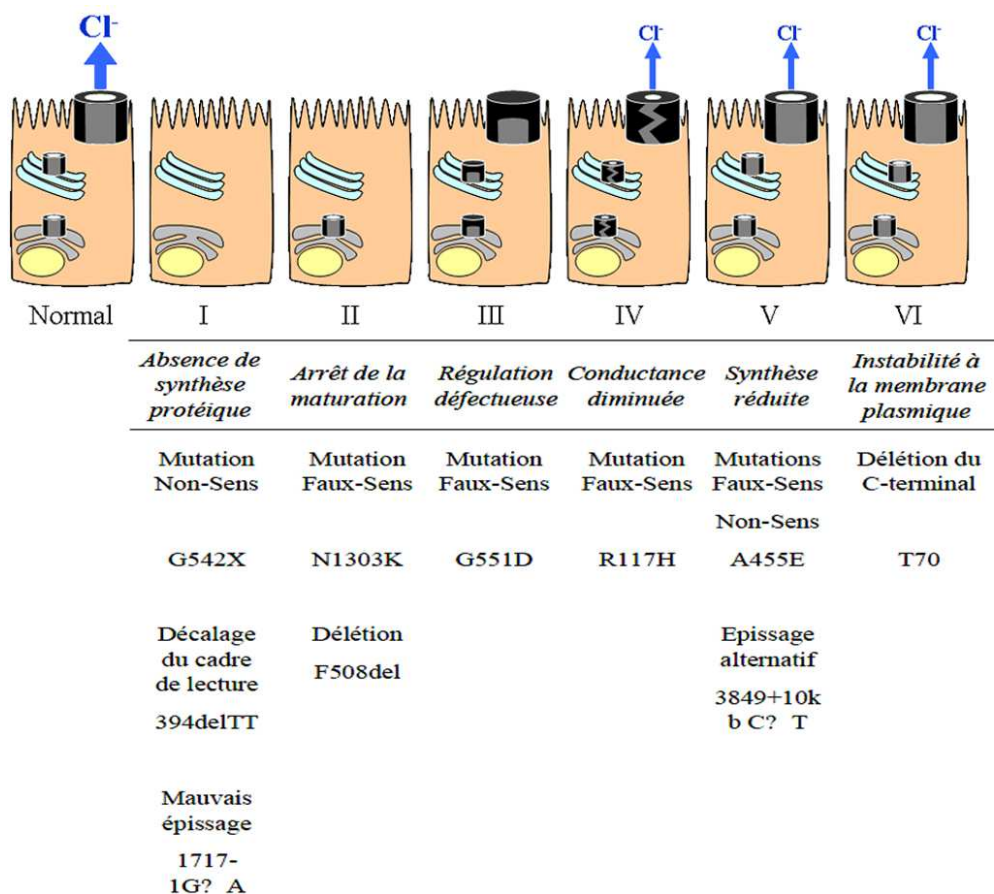 Cl-
Cl-
Cl-
Cl-
Normal
I
II
III
IV
V
VI
Absence de
synthèse
protéique
Arrêt de la
maturation
Régulation
défectueuse
Conductance
diminuée
Synthèse
réduite
Instabilité à
la membrane
plasmique
Mutation
Non-Sens
Mutation
Faux-Sens
Mutation
Faux-Sens
Mutation
Faux-Sens
Mutations
Faux-Sens
Non-Sens
Délétion du
C-terminal
G542X
N1303K
G551D
R117H
A455E
T70
Décalage
du cadre
de lecture
394delTT
Délétion
F508del
Epissage
alternatif
3849+10k
b C? T
Mauvais
épissage
1717-
1G? A